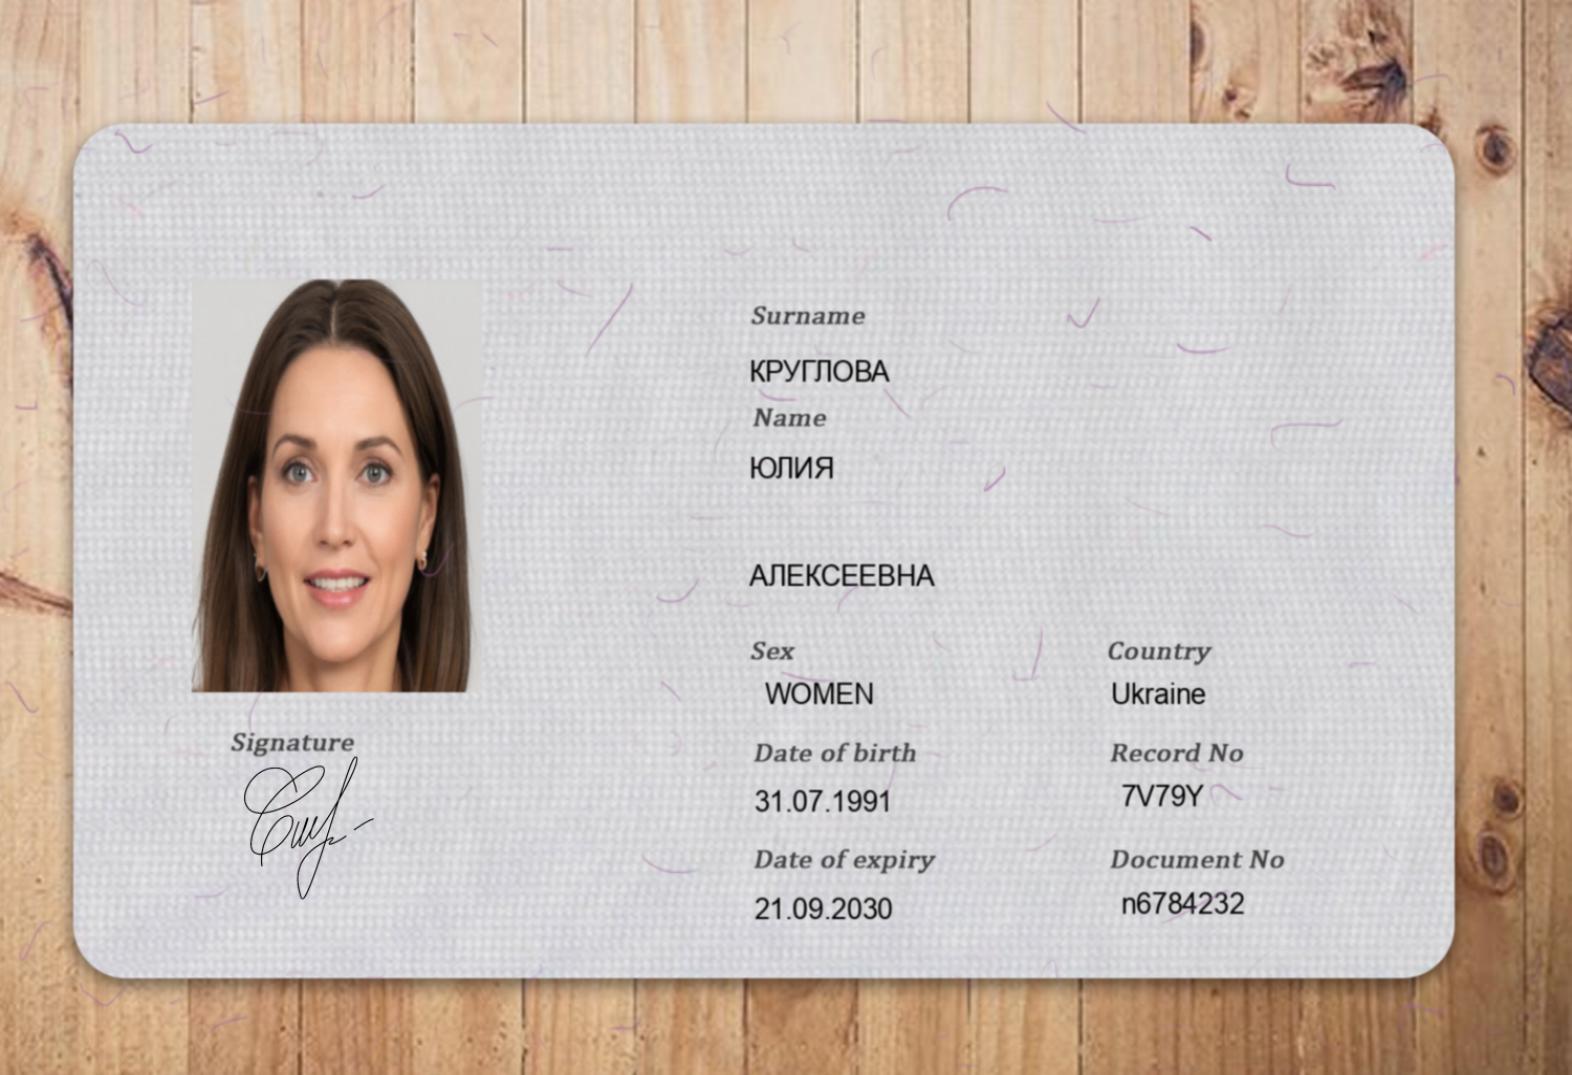 Surname
КРУГЛОВА
Name
ЮЛИЯ
АЛЕКСЕЕВНА
Sex
WOMEN
Country
Ukraine
Date of birth
31.07.1991
Record No
7V79Y
Date of expiry
21.09.2030
Document No
n6784232
Signature